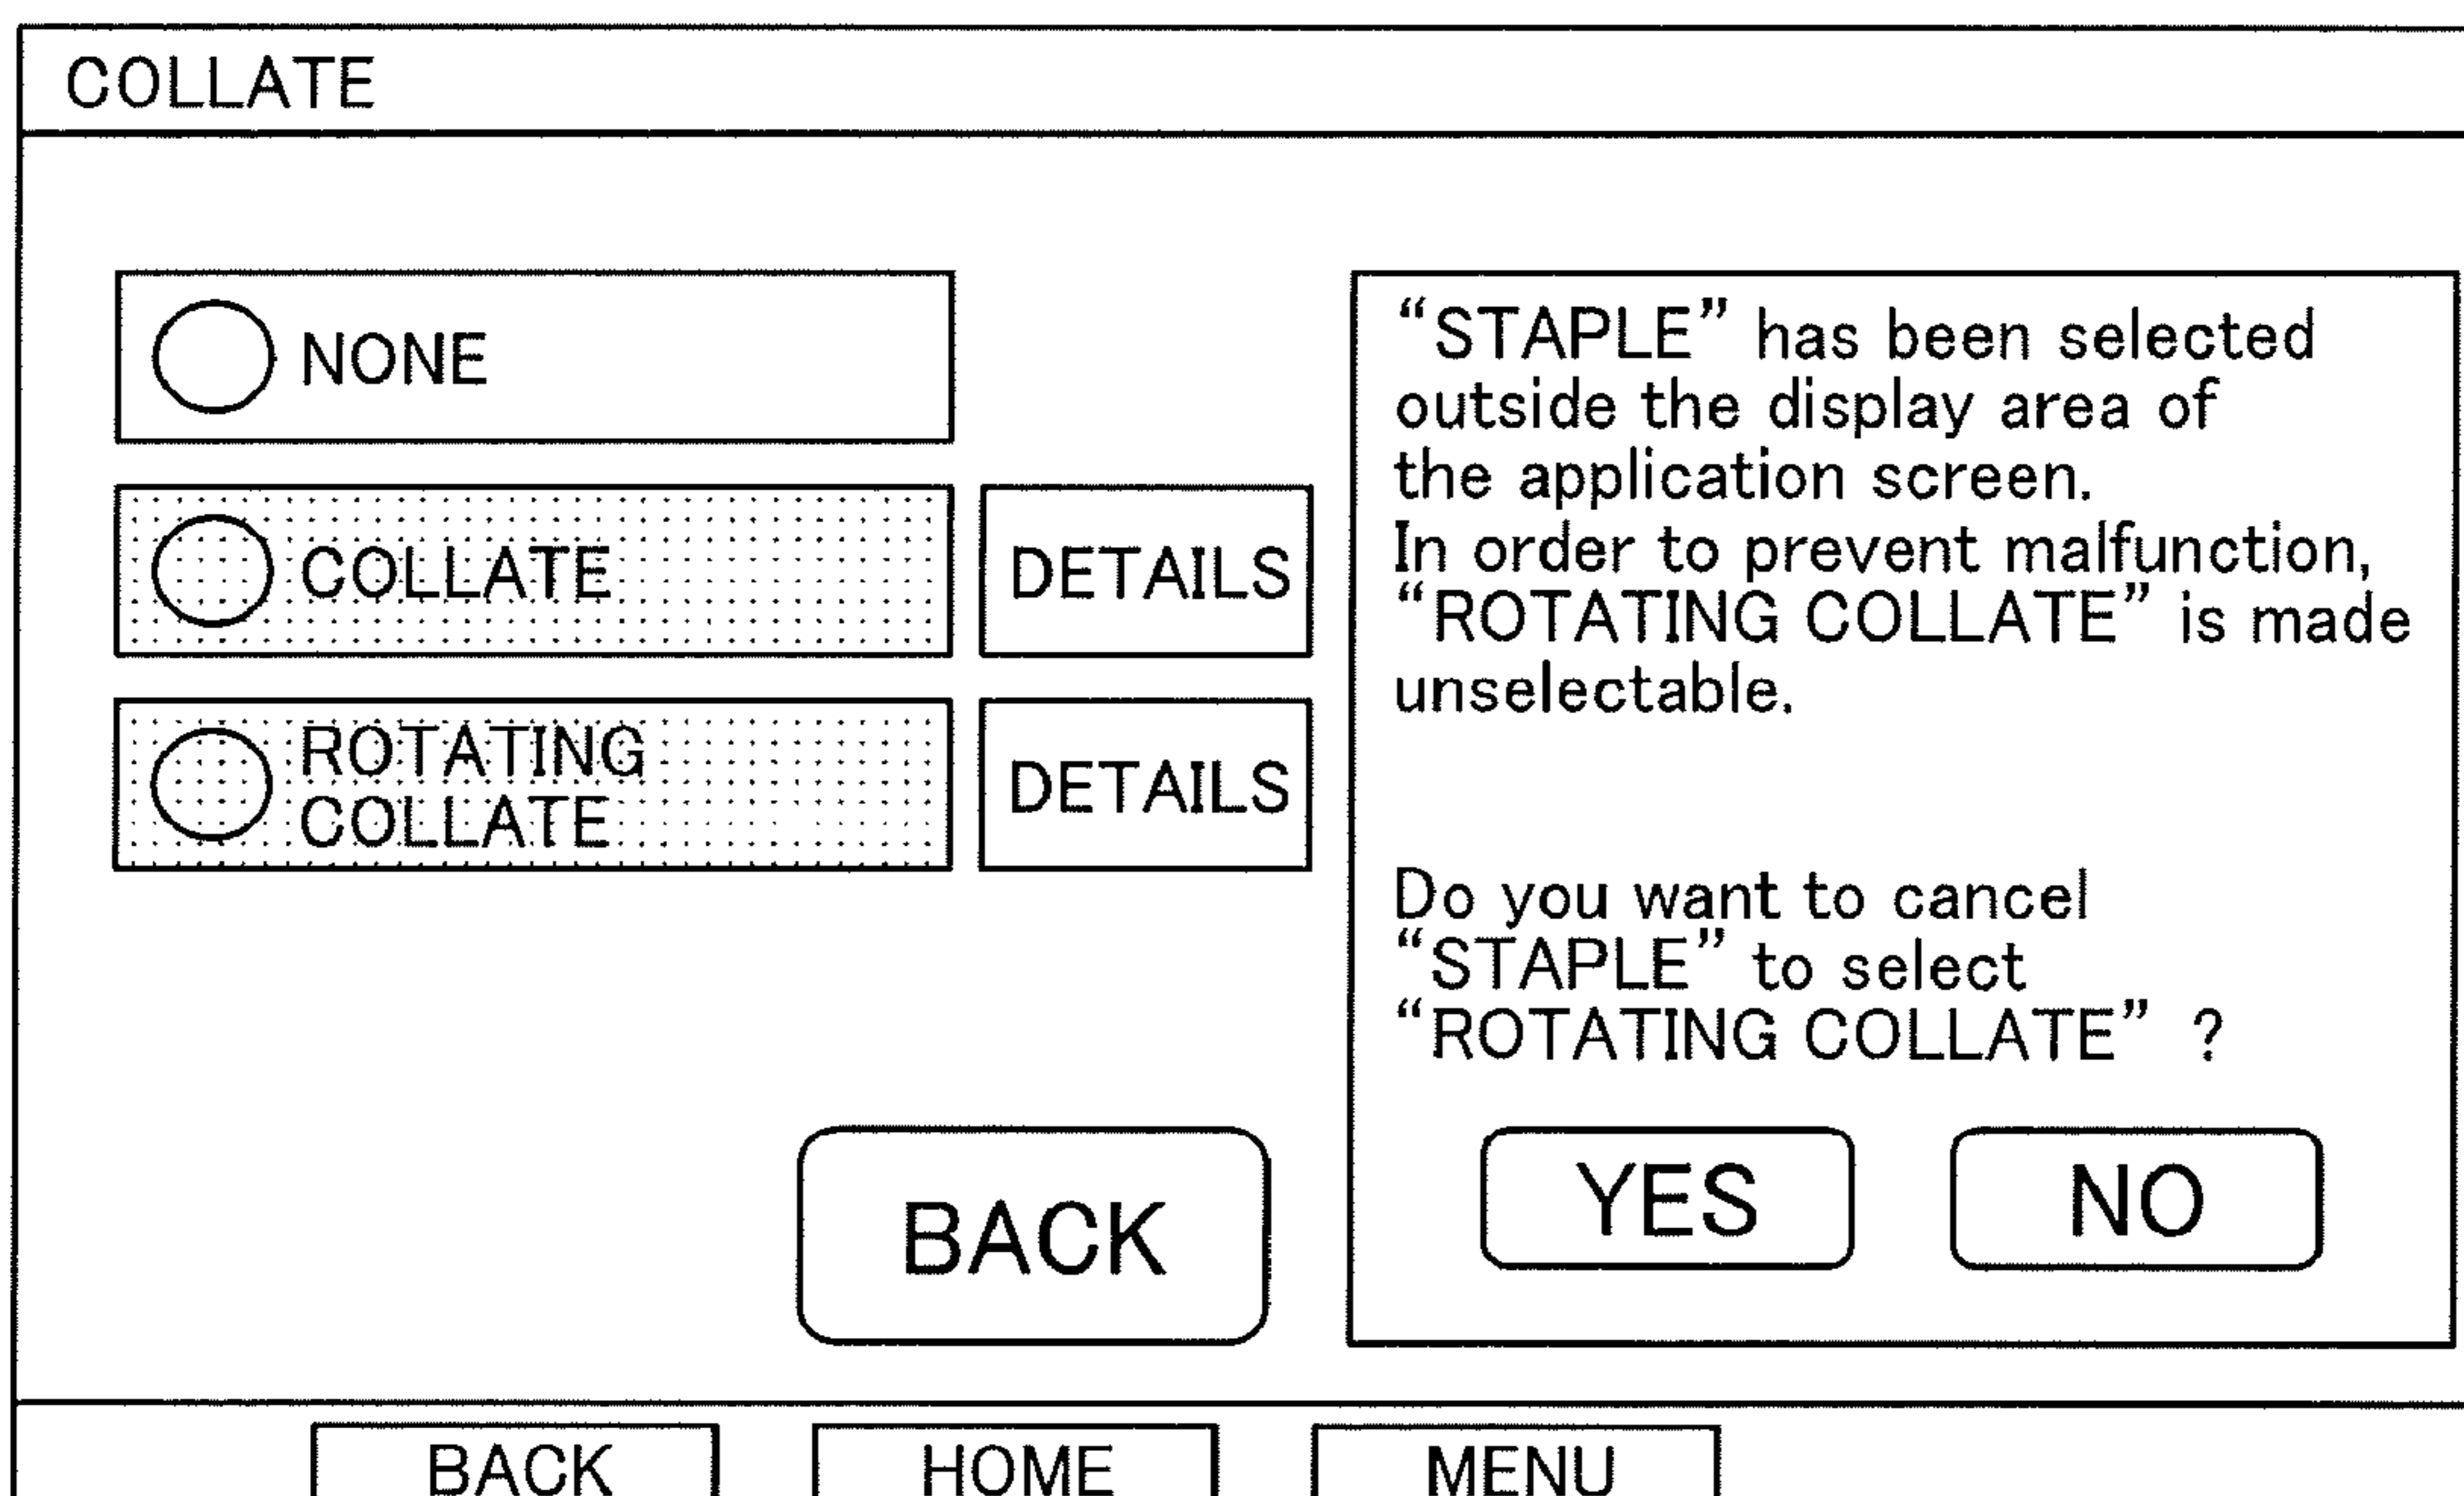 COLLATE
NONE
COLLATE
DETAILS
ROTATING
COLLATE
DETAILS
BACK
“STAPLE” has been selected
outside the display area of
the application screen.
In order to prevent malfunction,
“ROTATING COLLATE” is made
unselectable.
Do you want to cancel
“STAPLE” to select
“ROTATING COLLATE” ?
YES
NO
BACK
HOME
MENU